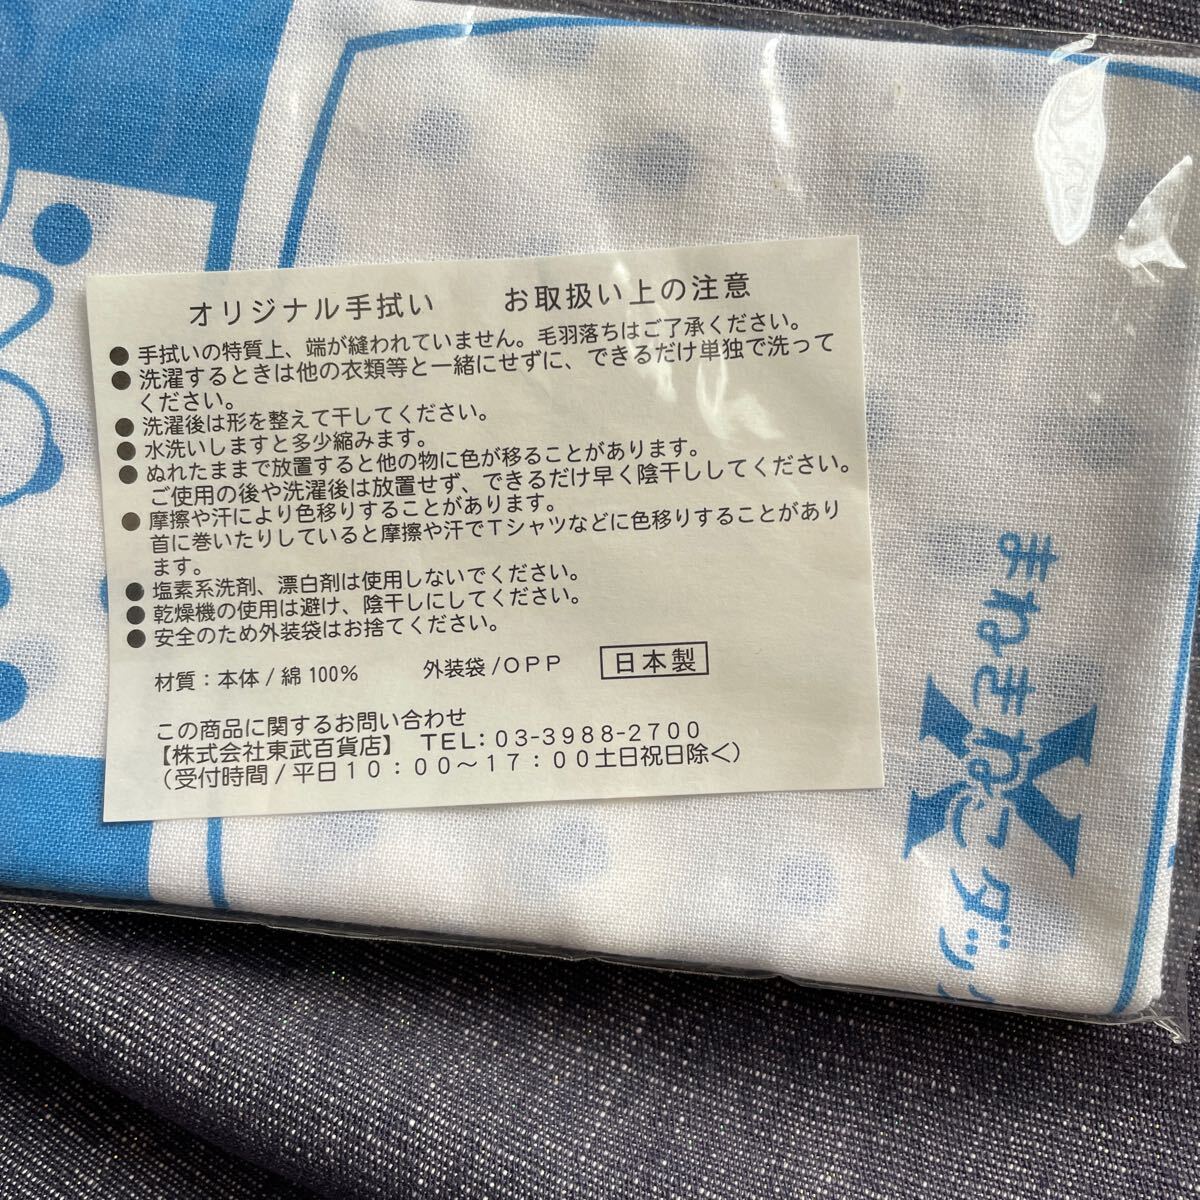 オリジナル手拭い　お取扱い上の注意
●手拭いの特質上、端が縫われていません。毛羽落ちはご了承ください。
●洗濯するときは他の衣類等と一緒にせずに、できるだけ単独で洗って
ください。
●洗濯後は形を整えて干してください。
●水洗いしますと多少縮みます。
●ぬれたままで放置すると他の物に色が移ることがあります。
ご使用の後や洗濯後は放置せず、できるだけ早く陰干ししてください。
●摩擦や汗により色移りすることがあります。
首に巻いたりしていると摩擦や汗でTシャツなどに色移りすることがあり
ます。
●塩素系洗剤、漂白剤は使用しないでください。
●乾燥機の使用は避け、陰干しにしてください。
●安全のため外装袋はお捨てください。
材質：本体/綿100%　外装袋/OPP　日本製
この商品に関するお問い合わせ
【株式会社東武百貨店】　TEL：03-3988-2700
（受付時間/平日10：00～17：00土日祝日除く）
まねきねこ
X
ダッ